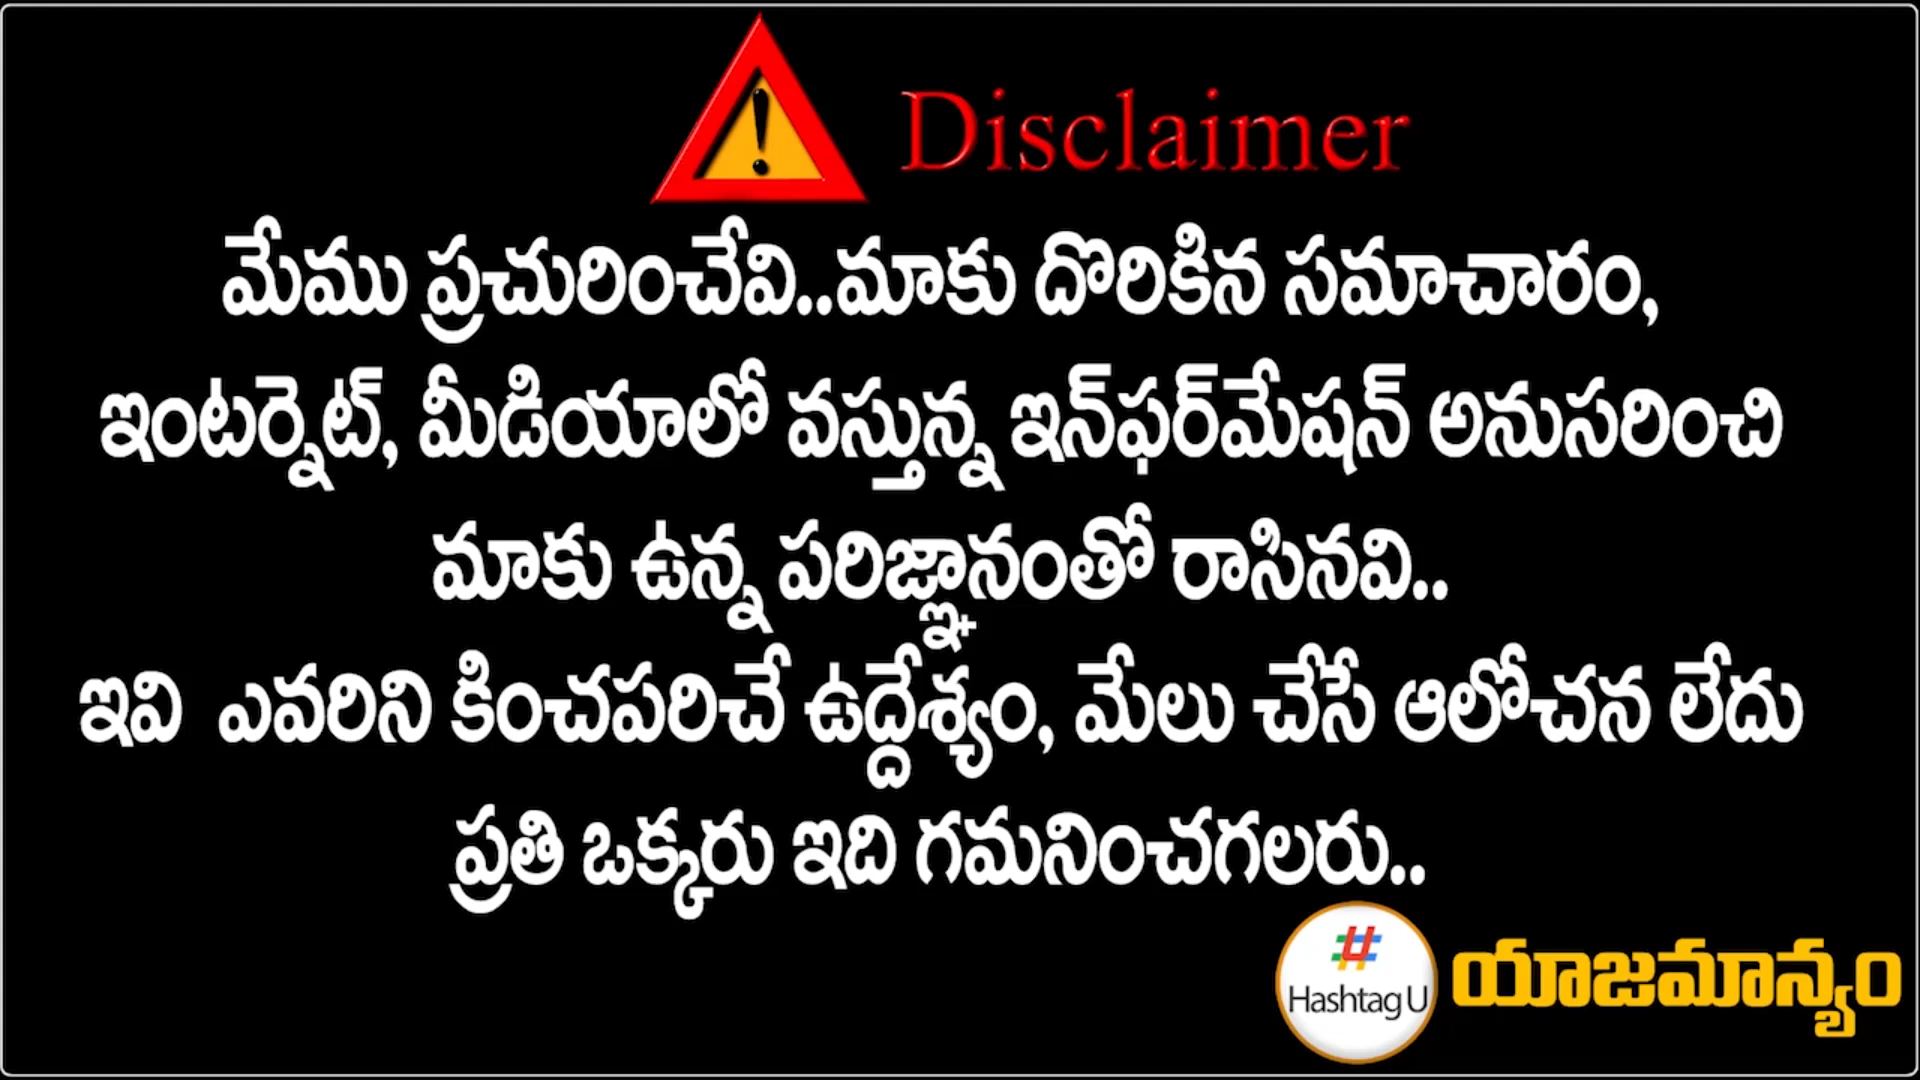 Disclaimer
మేము ప్రచురించేవి..మాకు దొరికిన సమాచారం,
ఇంటర్నెట్, మీడియాలో వస్తున్న ఇన్‌ఫర్‌మేషన్ అనుసరించి
మాకు ఉన్న పరిజ్ఞానంతో రాసినవి..
ఇవి ఎవరిని కించపరిచే ఉద్దేశ్యం, మేలు చేసే ఆలోచన లేదు
ప్రతి ఒక్కరు ఇది గమనించగలరు..
#
Hashtag U
యాజమాన్యం